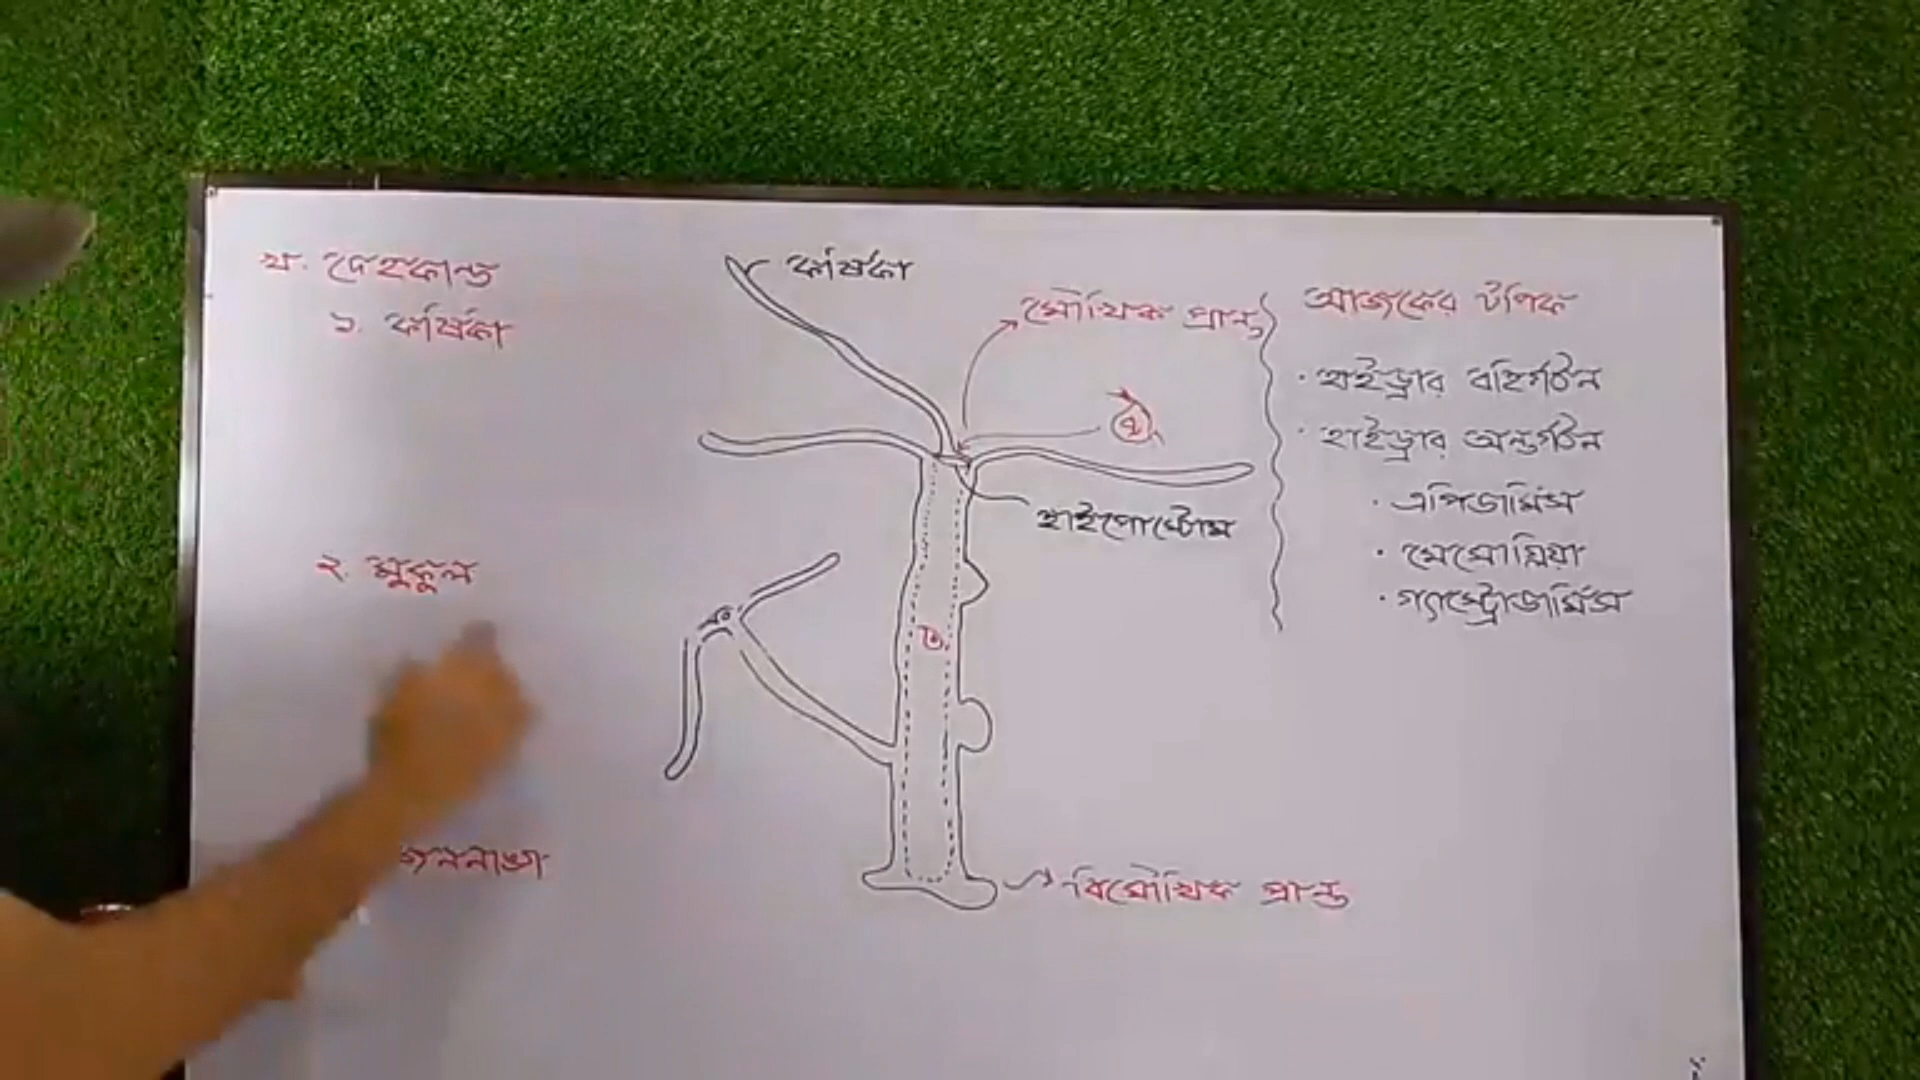 খ. দেহকান্ড
১. কর্ষিকা
২. মুকুল
জননাঙ্গ
কর্ষিকা
মৌখিক প্রান্ত
হাইপোস্টোম
বিমৌখিক প্রান্ত
আজকের টপিক
· হাইড্রার বহির্গঠন
· হাইড্রার অন্তর্গঠন
· এপিডার্মিস
· মেসোগ্লিয়া
· গ্যাস্ট্রোডার্মিস